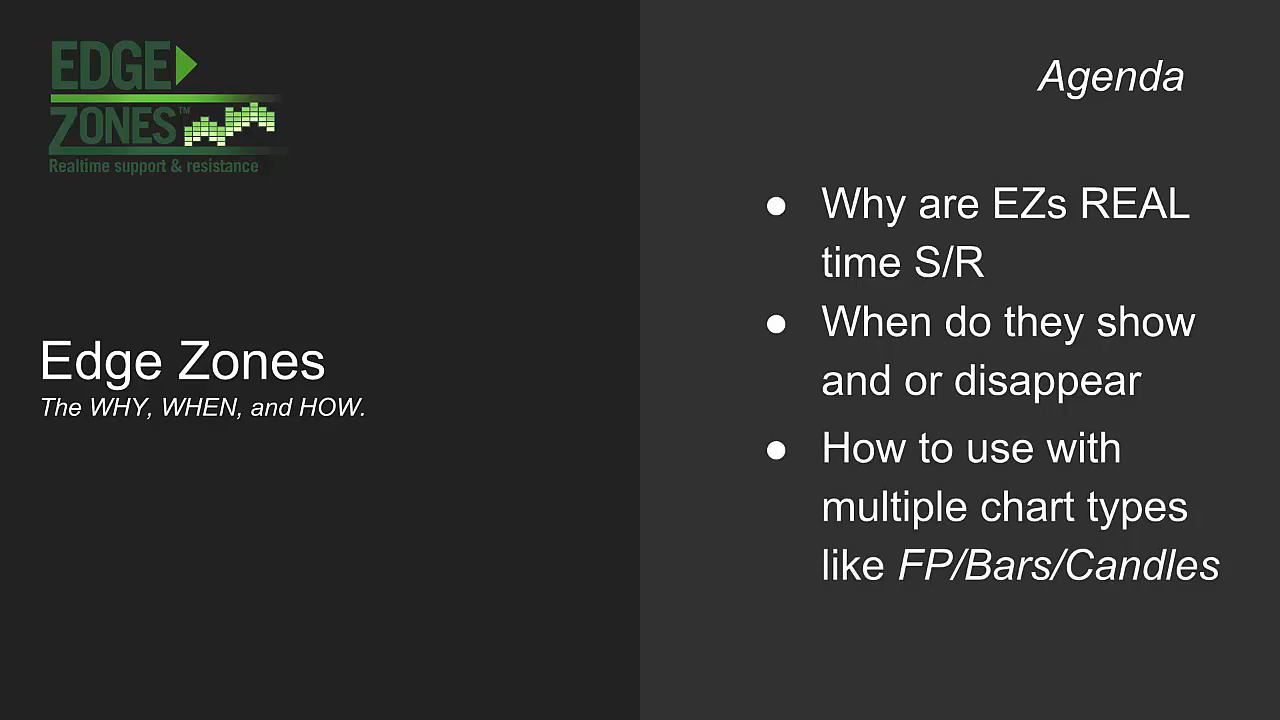 EDGE
ZONES™
Realtime support & resistance
Edge Zones
The WHY, WHEN, and HOW.
Agenda
● Why are EZs REAL
time S/R
● When do they show
and or disappear
● How to use with
multiple chart types
like FP/Bars/Candles